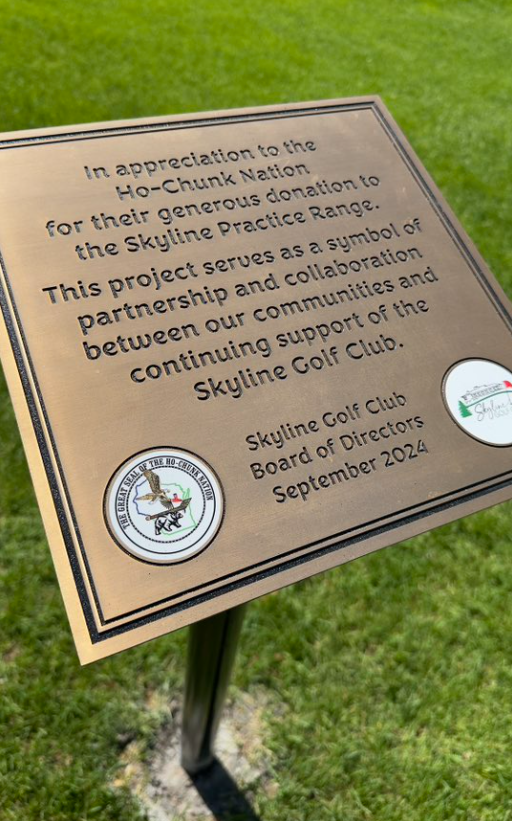 In appreciation to the
Ho-Chunk Nation
for their generous donation to
the Skyline Practice Range.
This project serves as a symbol of
partnership and collaboration
between our communities and
continuing support of the
Skyline Golf Club.
Skyline Golf Club
Board of Directors
September 2024
THE GREAT SEAL OF THE HO-CHUNK NATION
Skyline